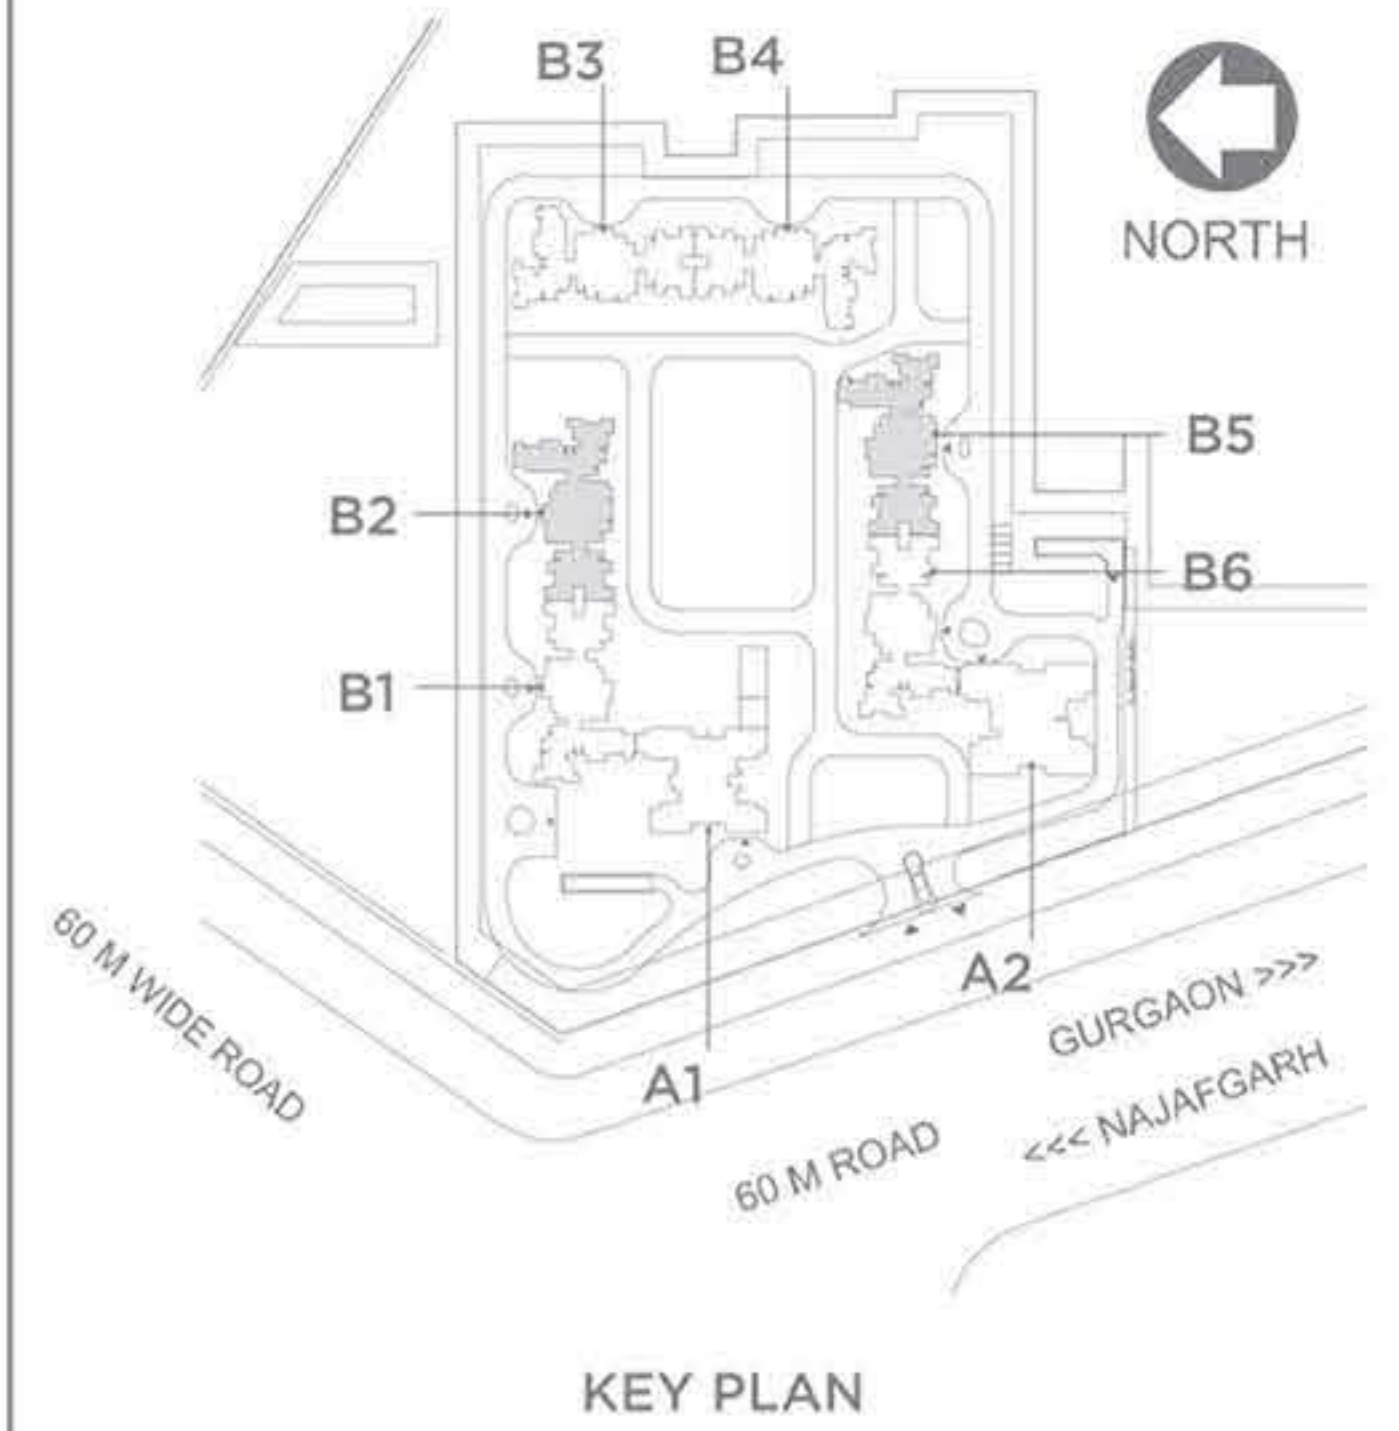 B3
B4
NORTH
B5
B2
B6
B1
A2
GURGAON >>>
A1
<<< NAJAFGARH
60 M WIDE ROAD
60 M ROAD
KEY PLAN